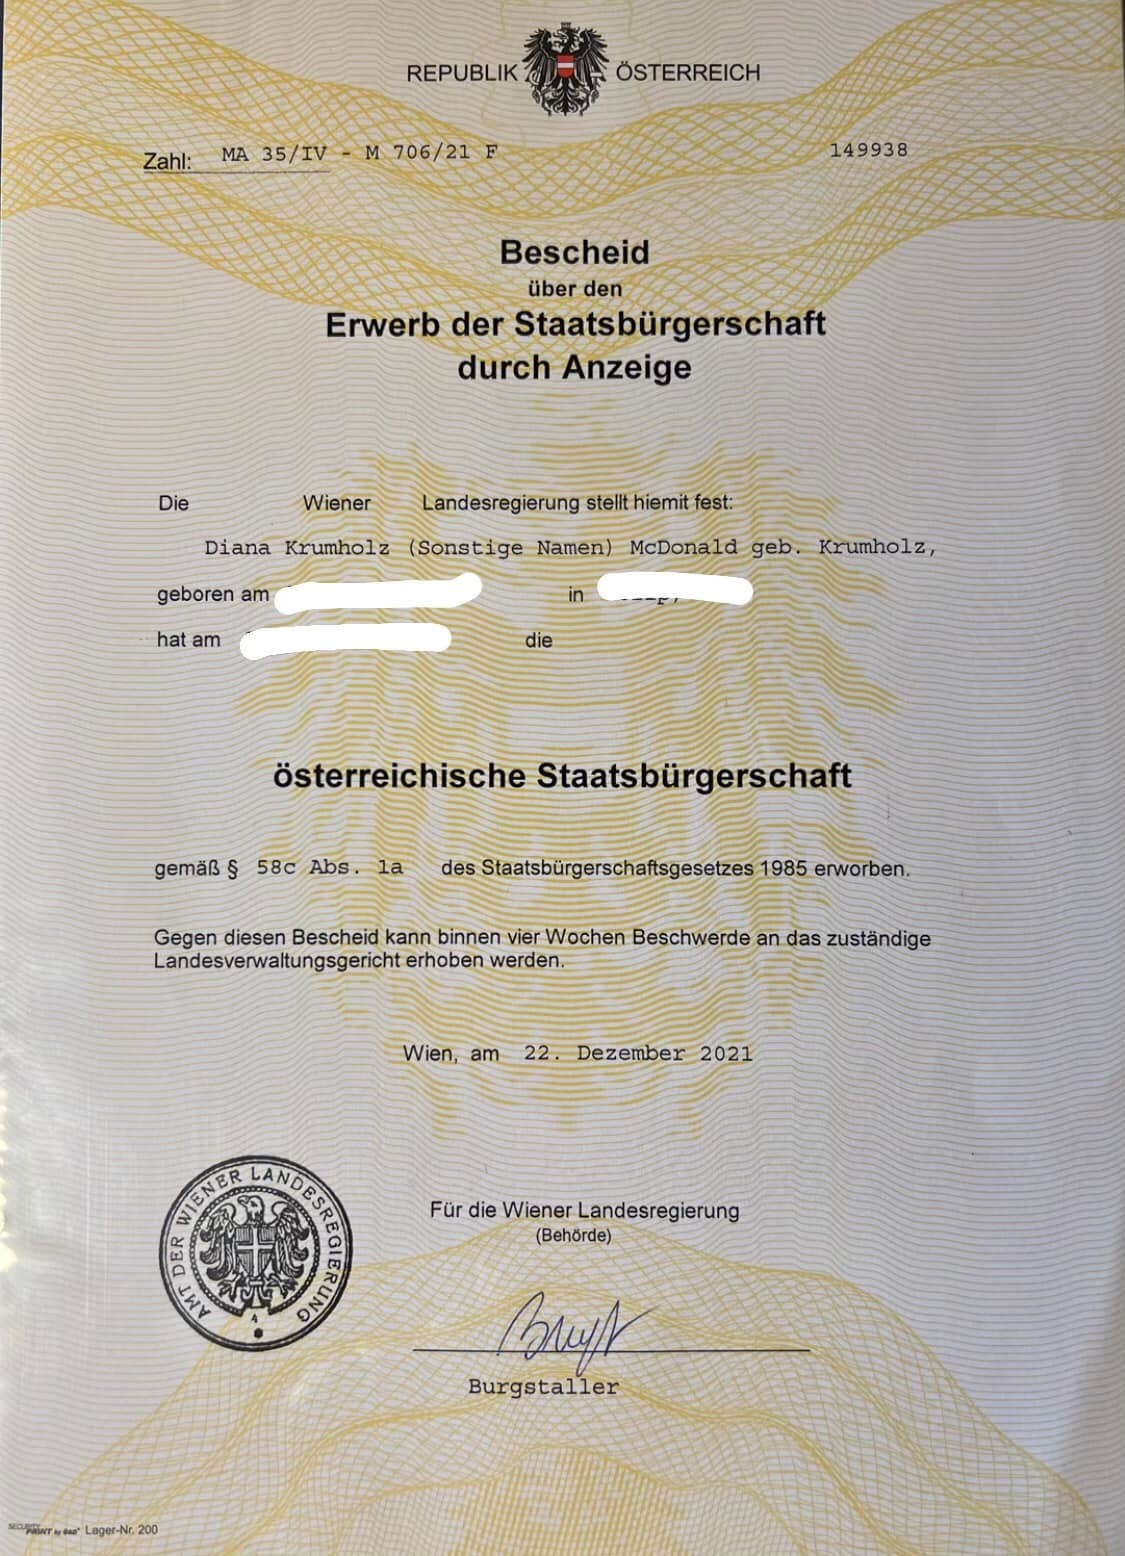 REPUBLIK ÖSTERREICH
Zahl: MA 35/IV - M 706/21 F 149938
Bescheid
über den
Erwerb der Staatsbürgerschaft
durch Anzeige
Die Wiener Landesregierung stellt hiemit fest:
Diana Krumholz (Sonstige Namen) McDonald geb. Krumholz,
geboren am in
hat am die
österreichische Staatsbürgerschaft
gemäß § 58c Abs. 1a des Staatsbürgerschaftsgesetzes 1985 erworben.
Gegen diesen Bescheid kann binnen vier Wochen Beschwerde an das zuständige
Landesverwaltungsgericht erhoben werden.
Wien, am 22. Dezember 2021
AMT DER WIENER LANDESREGIERUNG
4
Für die Wiener Landesregierung
(Behörde)
Burgstaller
SECURITY PRINT by Lager-Nr. 200